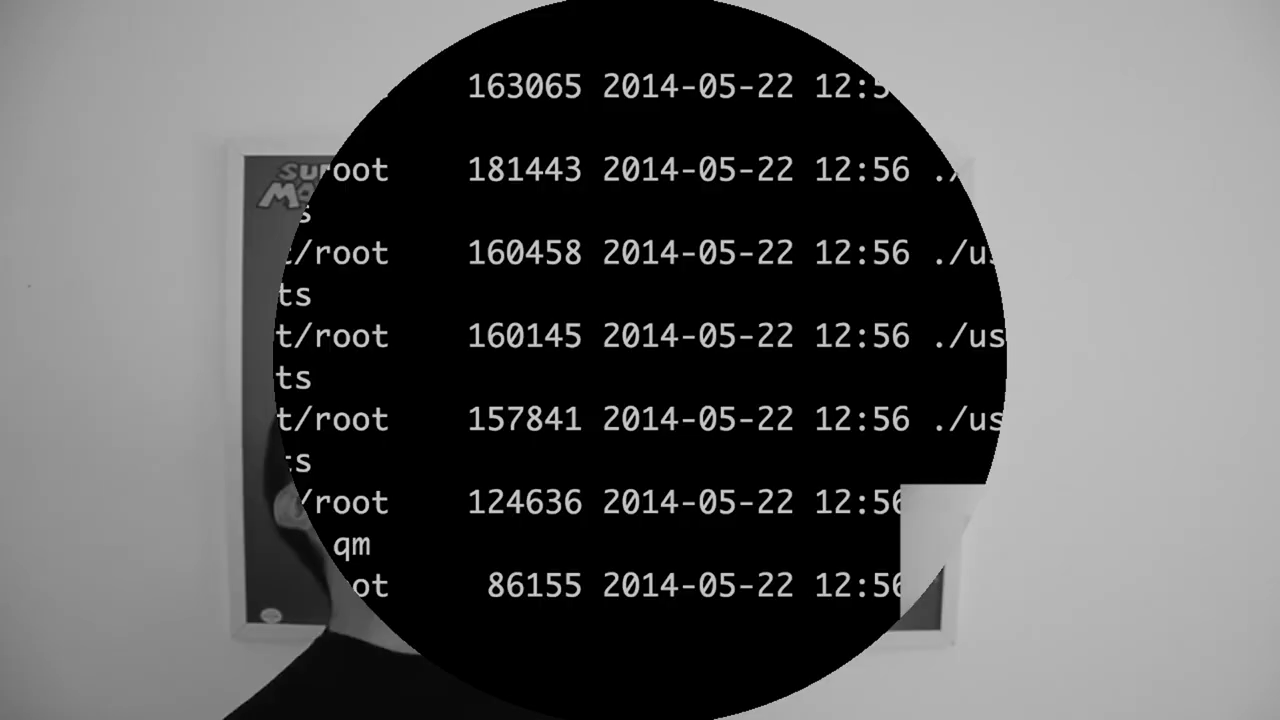 163065 2014-05-22 12:5
root 181443 2014-05-22 12:56 ./
s
t/root 160458 2014-05-22 12:56 ./us
ts
t/root 160145 2014-05-22 12:56 ./us
ts
t/root 157841 2014-05-22 12:56 ./us
ts
/root 124636 2014-05-22 12:56
qm
oot 86155 2014-05-22 12:56